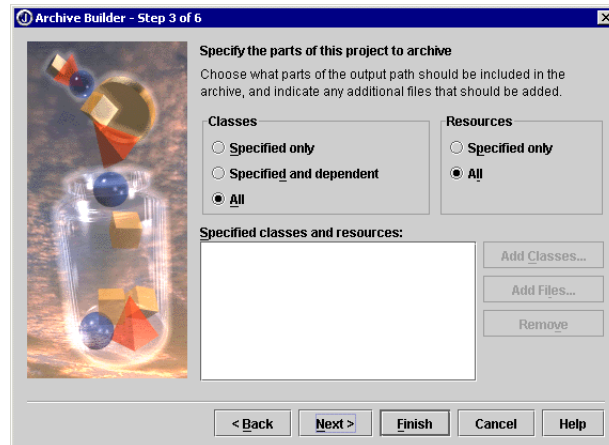 Archive Builder - Step 3 of 6
Specify the parts of this project to archive
Choose what parts of the output path should be included in the
archive, and indicate any additional files that should be added.
Classes
Specified only
Specified and dependent
All
Resources
Specified only
All
Specified classes and resources:
Add Classes...
Add Files...
Remove
< Back
Next >
Finish
Cancel
Help